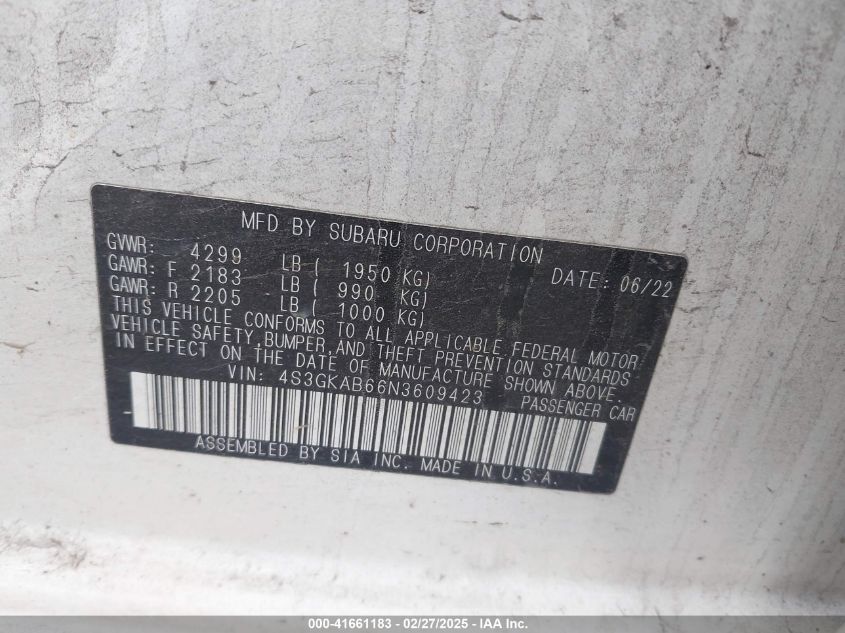 MFD BY SUBARU CORPORATION
GVWR: 4299 LB ( 1950 KG) DATE: 06/22
GAWR: F 2183 LB ( 990 KG)
GAWR: R 2205 LB ( 1000 KG)
THIS VEHICLE CONFORMS TO ALL APPLICABLE FEDERAL MOTOR
VEHICLE SAFETY, BUMPER, AND THEFT PREVENTION STANDARDS
IN EFFECT ON THE DATE OF MANUFACTURE SHOWN ABOVE.
VIN: 4S3GKAB66N3609423 PASSENGER CAR
ASSEMBLED BY SIA INC. MADE IN U.S.A.
000-41661183 - 02/27/2025 - IAA Inc.